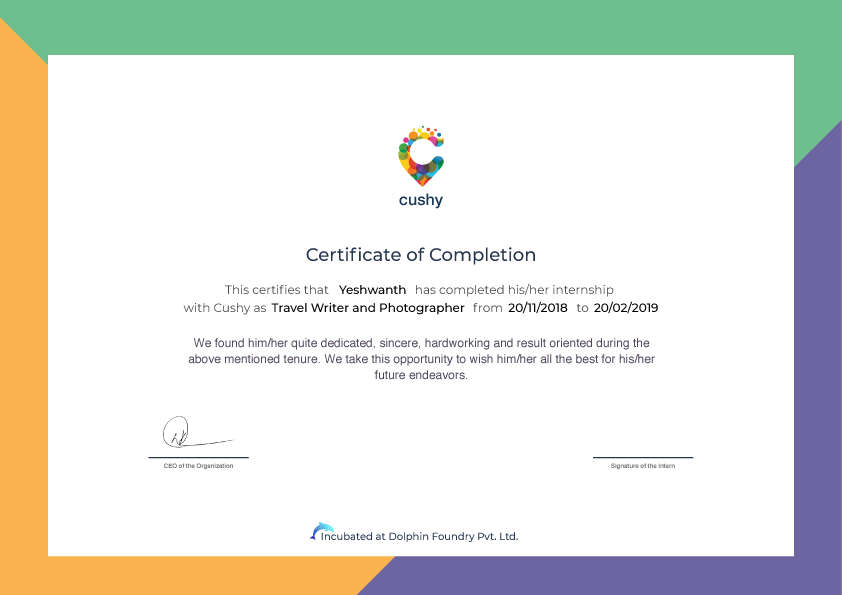 cushy
Certificate of Completion
This certifies that Yeshwanth has completed his/her internship
with Cushy as Travel Writer and Photographer from 20/11/2018 to 20/02/2019
We found him/her quite dedicated, sincere, hardworking and result oriented during the
above mentioned tenure. We take this opportunity to wish him/her all the best for his/her
future endeavors.
CEO of the Organization
Signature of the Intern
Incubated at Dolphin Foundry Pvt. Ltd.